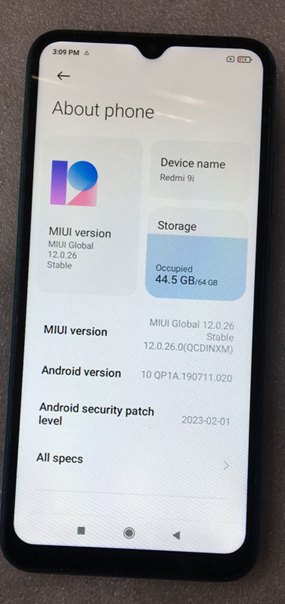 3:09 PM
About phone
MIUI version
MIUI Global
12.0.26
Stable
Device name
Redmi 9i
Storage
Occupied
44.5 GB/64 GB
MIUI version
MIUI Global 12.0.26
Stable
12.0.26.0(QCDINXM)
Android version
10 QP1A.190711.020
Android security patch
level
2023-02-01
All specs